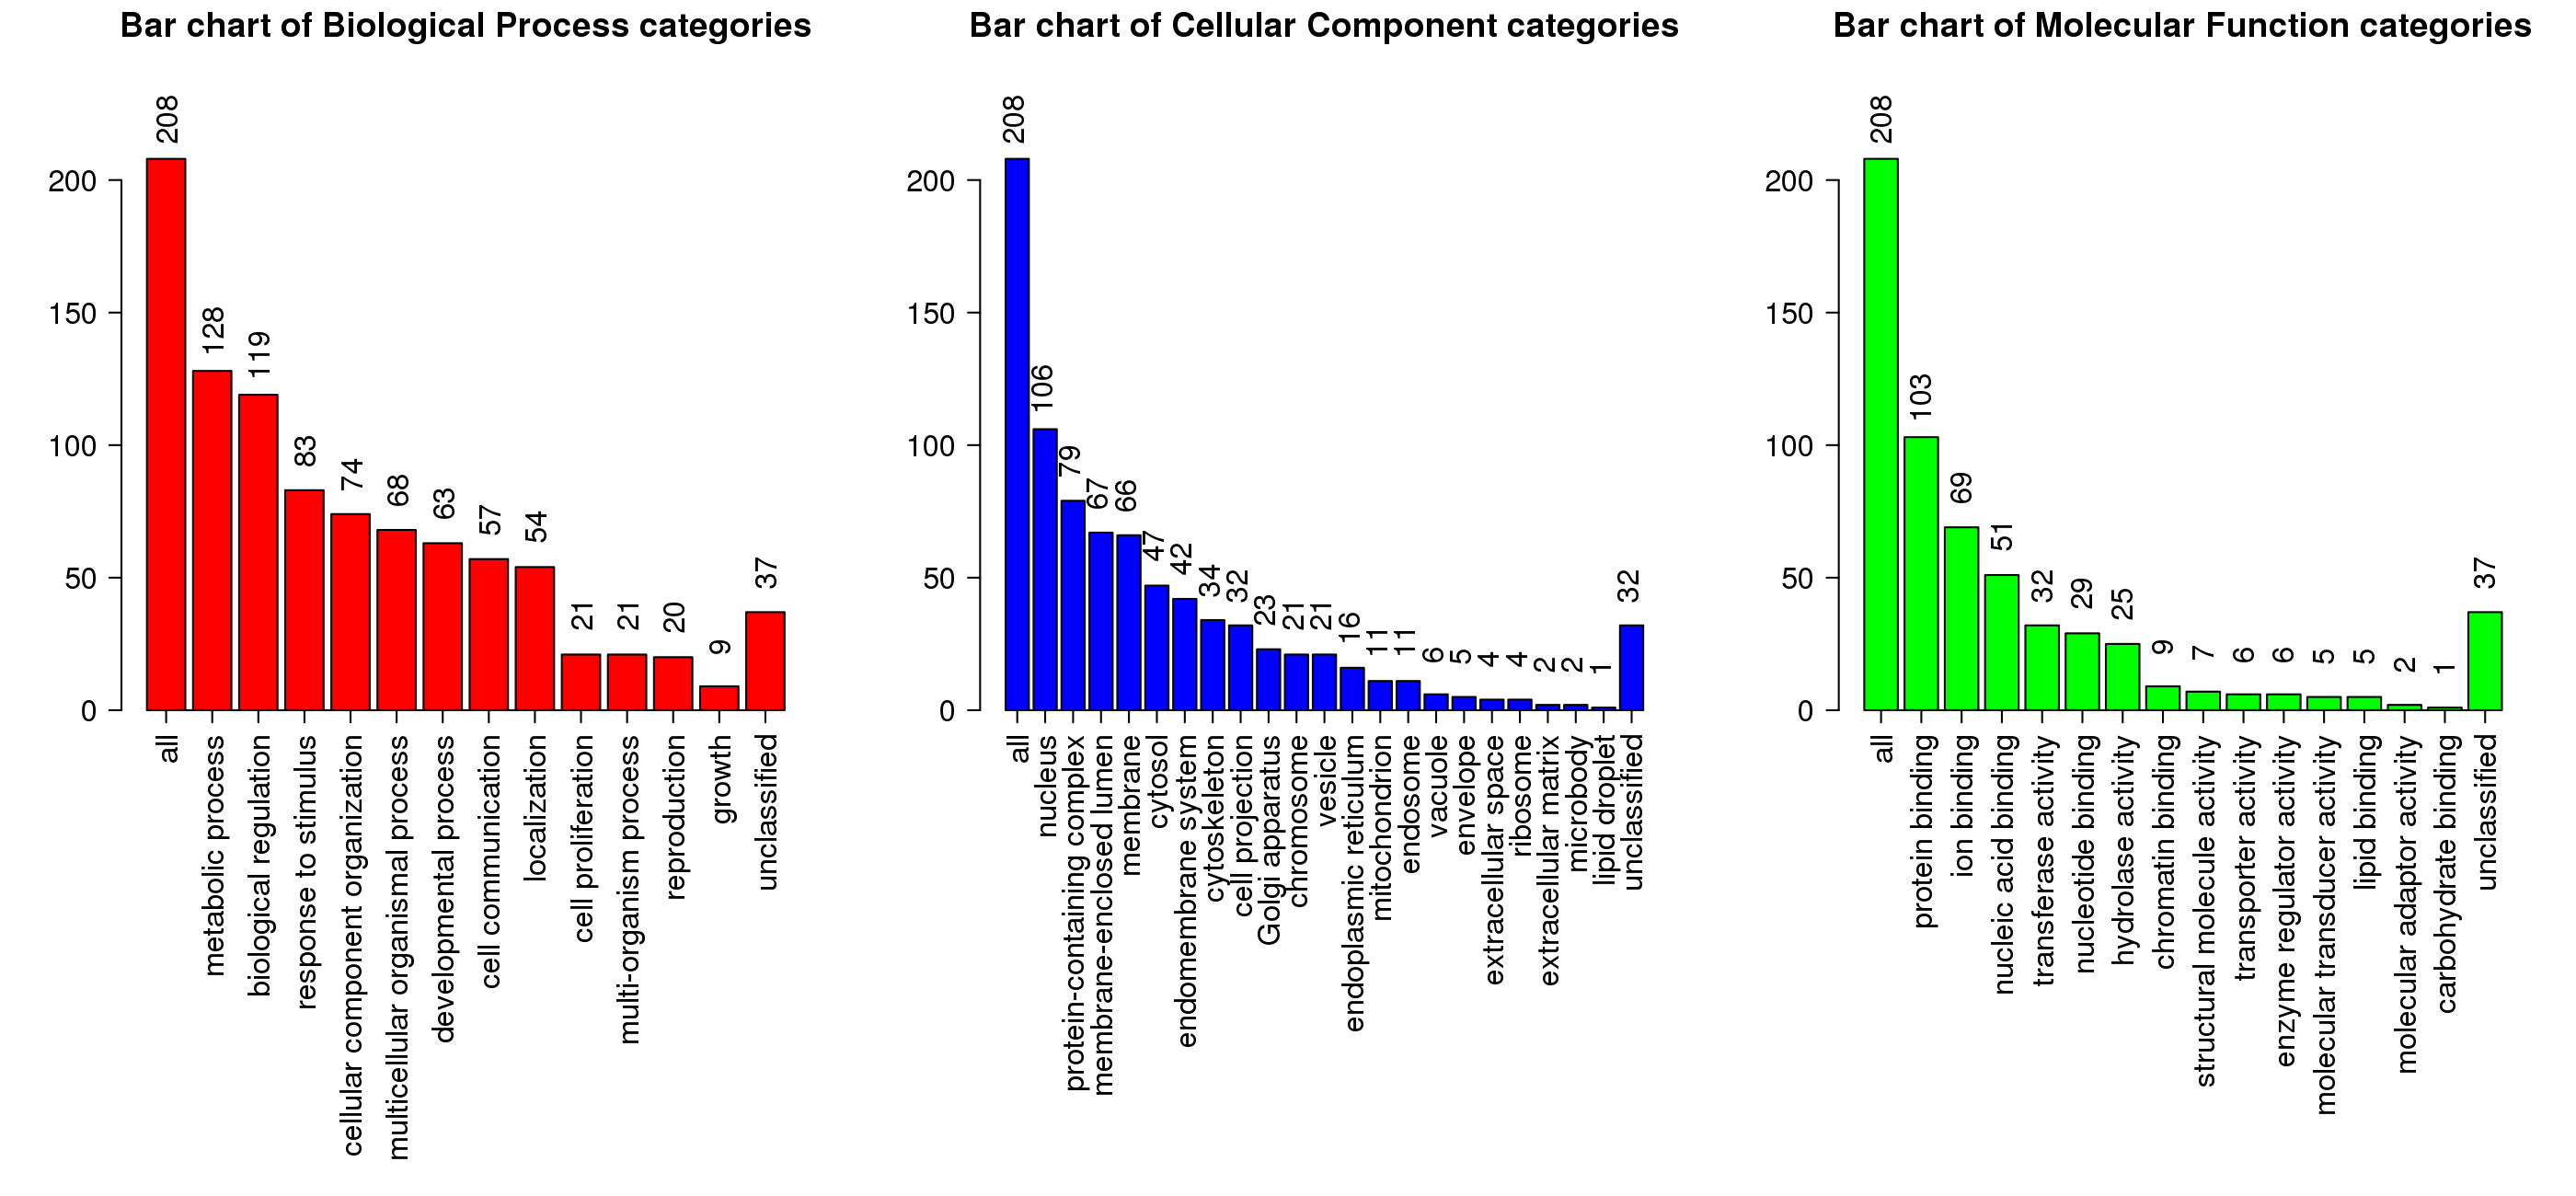 Bar chart of Biological Process categories
208
128
119
83
74
68
63
57
54
21
21
20
9
37
200
150
100
50
0
all
metabolic process
biological regulation
response to stimulus
cellular component organization
multicellular organismal process
developmental process
cell communication
localization
cell proliferation
multi-organism process
reproduction
growth
unclassified
Bar chart of Cellular Component categories
208
106
79
67
66
47
42
34
32
23
21
21
16
11
11
6
5
4
4
2
2
1
32
200
150
100
50
0
all
nucleus
protein-containing complex
membrane-enclosed lumen
membrane
cytosol
endomembrane system
cytoskeleton
cell projection
Golgi apparatus
chromosome
vesicle
endoplasmic reticulum
mitochondrion
endosome
vacuole
envelope
extracellular space
ribosome
extracellular matrix
microbody
lipid droplet
unclassified
Bar chart of Molecular Function categories
208
103
69
51
32
29
25
9
7
6
6
5
5
2
1
37
200
150
100
50
0
all
protein binding
ion binding
nucleic acid binding
transferase activity
nucleotide binding
hydrolase activity
chromatin binding
structural molecule activity
transporter activity
enzyme regulator activity
molecular transducer activity
lipid binding
molecular adaptor activity
carbohydrate binding
unclassified